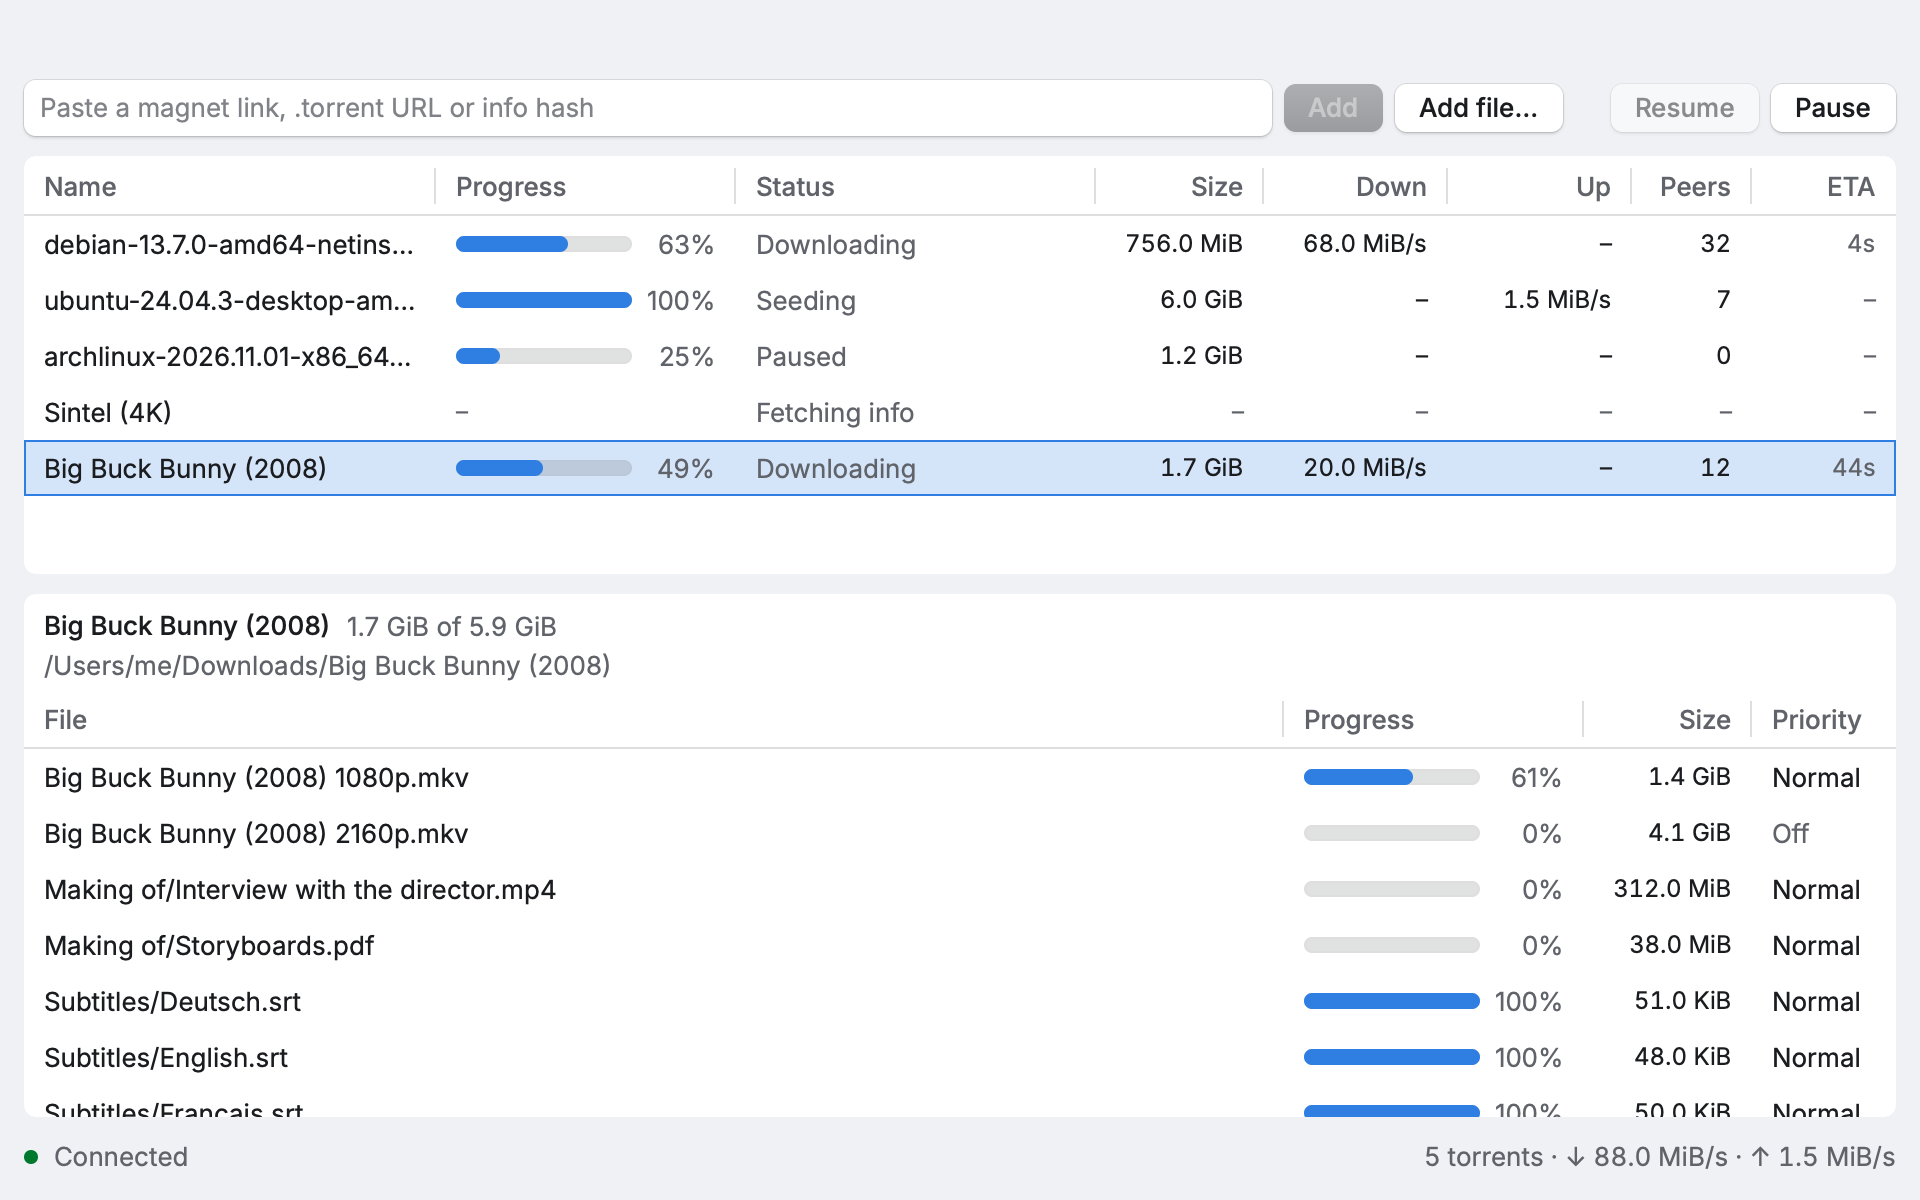 Paste a magnet link, .torrent URL or info hash Add Add file... Resume Pause
Name Progress Status Size Down Up Peers ETA
debian-13.7.0-amd64-netins... 63% Downloading 756.0 MiB 68.0 MiB/s – 32 4s
ubuntu-24.04.3-desktop-am... 100% Seeding 6.0 GiB – 1.5 MiB/s 7 –
archlinux-2026.11.01-x86_64... 25% Paused 1.2 GiB – – 0 –
Sintel (4K) – Fetching info – – – – –
Big Buck Bunny (2008) 49% Downloading 1.7 GiB 20.0 MiB/s – 12 44s
Big Buck Bunny (2008) 1.7 GiB of 5.9 GiB
/Users/me/Downloads/Big Buck Bunny (2008)
File Progress Size Priority
Big Buck Bunny (2008) 1080p.mkv 61% 1.4 GiB Normal
Big Buck Bunny (2008) 2160p.mkv 0% 4.1 GiB Off
Making of/Interview with the director.mp4 0% 312.0 MiB Normal
Making of/Storyboards.pdf 0% 38.0 MiB Normal
Subtitles/Deutsch.srt 100% 51.0 KiB Normal
Subtitles/English.srt 100% 48.0 KiB Normal
Subtitles/Français.srt 100% 50.0 KiB Normal
Connected 5 torrents · ↓ 88.0 MiB/s · ↑ 1.5 MiB/s